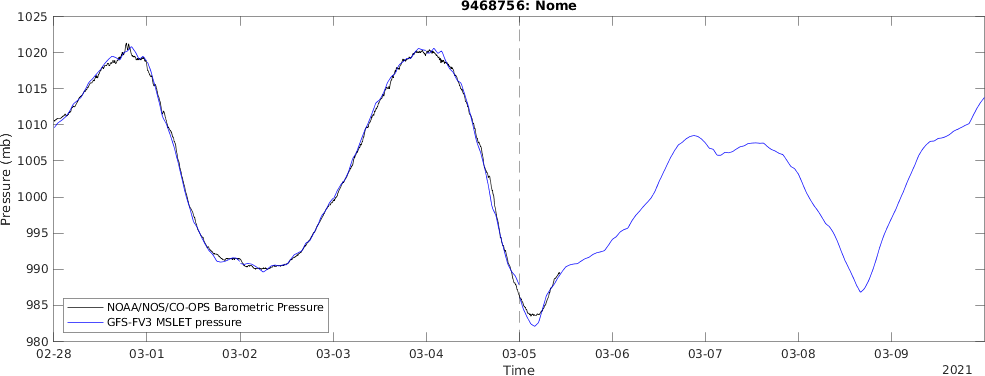 9468756: Nome
1025
1020
1015
1010
1005
1000
995
990
985
980
Pressure (mb)
NOAA/NOS/CO-OPS Barometric Pressure
GFS-FV3 MSLET pressure
02-28 03-01 03-02 03-03 03-04 03-05 03-06 03-07 03-08 03-09
Time
2021